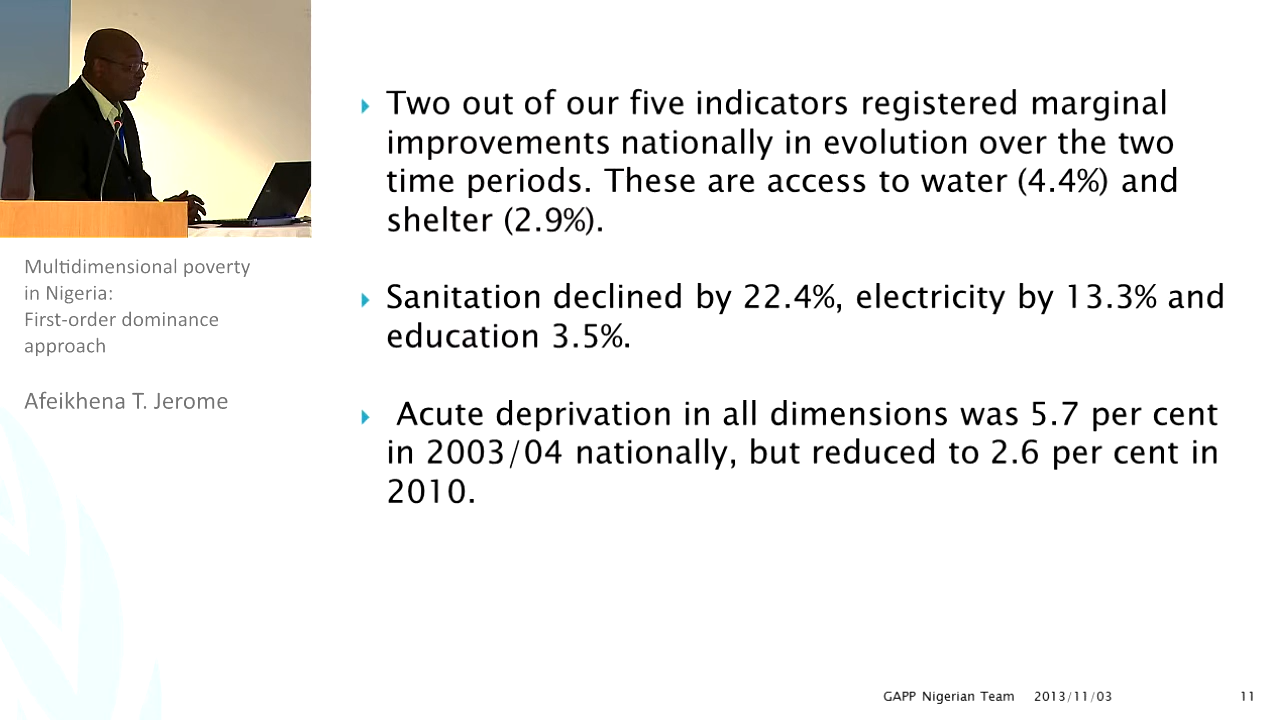 Multidimensional poverty
in Nigeria:
First-order dominance
approach
Afeikhena T. Jerome
Two out of our five indicators registered marginal
improvements nationally in evolution over the two
time periods. These are access to water (4.4%) and
shelter (2.9%).
Sanitation declined by 22.4%, electricity by 13.3% and
education 3.5%.
Acute deprivation in all dimensions was 5.7 per cent
in 2003/04 nationally, but reduced to 2.6 per cent in
2010.
GAPP Nigerian Team 2013/11/03 11